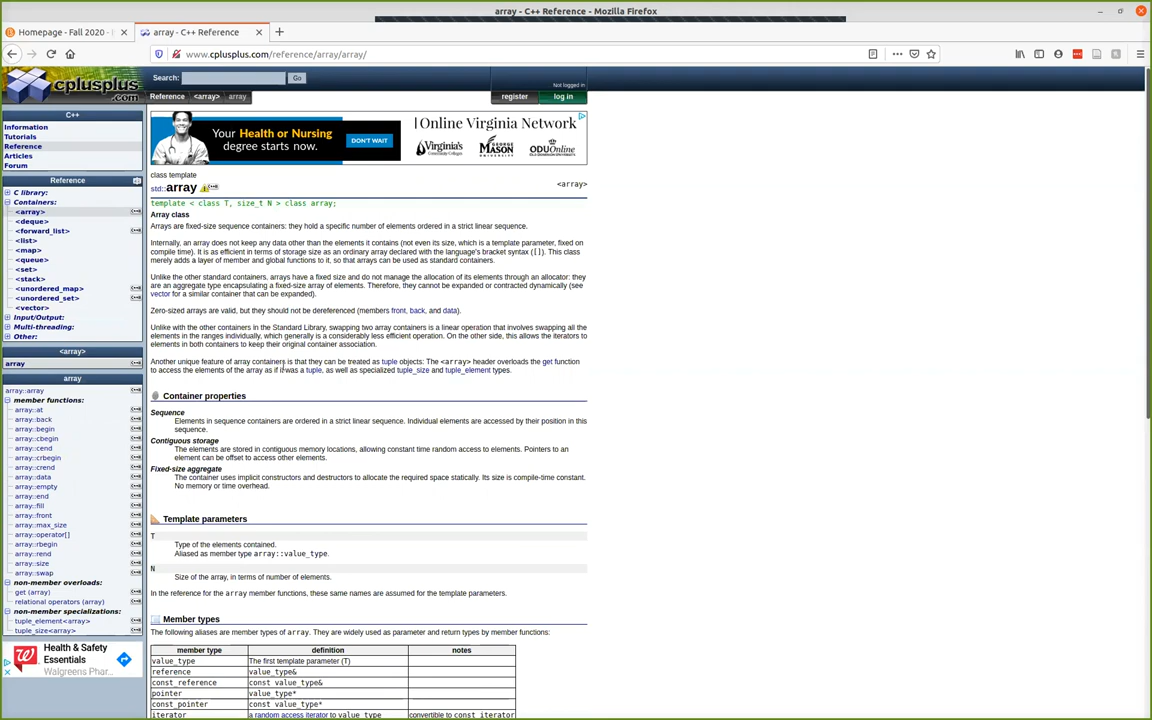 array - C++ Reference - Mozilla Firefox
Homepage - Fall 2020 -
array - C++ Reference
www.cplusplus.com/reference/array/array/
cplusplus
.com
Search:
Go
Not logged in
Reference
<array>
array
register
log in
C++
Information
Tutorials
Reference
Articles
Forum
Reference
C library:
Containers:
<array>
<deque>
<forward_list>
<list>
<map>
<queue>
<set>
<stack>
<unordered_map>
<unordered_set>
<vector>
Input/Output:
Multi-threading:
Other:
<array>
array
array
array::array
member functions:
array::at
array::back
array::begin
array::cbegin
array::cend
array::crbegin
array::crend
array::data
array::empty
array::end
array::fill
array::front
array::max_size
array::operator[]
array::rbegin
array::rend
array::size
array::swap
non-member overloads:
get (array)
relational operators (array)
non-member specializations:
tuple_element<array>
tuple_size<array>
Health & Safety
Essentials
Walgreens Phar...
Your Health or Nursing
degree starts now.
DON'T WAIT
Online Virginia Network
VIRGINIA'S
GEORGE
MASON
UNIVERSITY
ODUOnline
class template
std::array
<array>
template < class T, size_t N > class array;
Array class
Arrays are fixed-size sequence containers: they hold a specific number of elements ordered in a strict linear sequence.
Internally, an array does not keep any data other than the elements it contains (not even its size, which is a template parameter, fixed on
compile time). It is as efficient in terms of storage size as an ordinary array declared with the language's bracket syntax ([]). This class
merely adds a layer of member and global functions to it, so that arrays can be used as standard containers.
Unlike the other standard containers, arrays have a fixed size and do not manage the allocation of its elements through an allocator: they
are an aggregate type encapsulating a fixed-size array of elements. Therefore, they cannot be expanded or contracted dynamically (see
vector for a similar container that can be expanded).
Zero-sized arrays are valid, but they should not be dereferenced (members front, back, and data).
Unlike with the other containers in the Standard Library, swapping two array containers is a linear operation that involves swapping all the
elements in the ranges individually, which generally is a considerably less efficient operation. On the other side, this allows the iterators to
elements in both containers to keep their original container association.
Another unique feature of array containers is that they can be treated as tuple objects: The <array> header overloads the get function
to access the elements of the array as if it was a tuple, as well as specialized tuple_size and tuple_element types.
Container properties
Sequence
Elements in sequence containers are ordered in a strict linear sequence. Individual elements are accessed by their position in this
sequence.
Contiguous storage
The elements are stored in contiguous memory locations, allowing constant time random access to elements. Pointers to an
element can be offset to access other elements.
Fixed-size aggregate
The container uses implicit constructors and destructors to allocate the required space statically. Its size is compile-time constant.
No memory or time overhead.
Template parameters
T
Type of the elements contained.
Aliased as member type array::value_type.
N
Size of the array, in terms of number of elements.
In the reference for the array member functions, these same names are assumed for the template parameters.
Member types
The following aliases are member types of array. They are widely used as parameter and return types by member functions:
member type definition notes
value_type The first template parameter (T)
reference value_type&
const_reference const value_type&
pointer value_type*
const_pointer const value_type*
iterator a random access iterator to value_type convertible to const_iterator